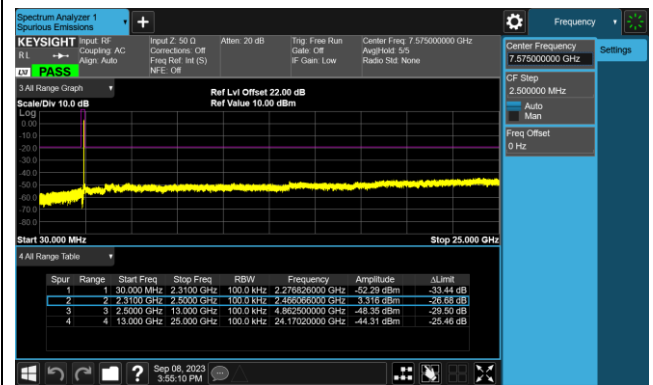 Spectrum Analyzer 1
Spurious Emissions
Frequency
KEYSIGHT Input: RF
Input Z: 50 Ω
Atten: 20 dB
Trig: Free Run
Center Freq: 7.575000000 GHz
RL
Coupling: AC
Corrections: Off
Gate: Off
Avg|Hold: 5/5
Align: Auto
Freq Ref: Int (S)
IF Gain: Low
Radio Std: None
NFE: Off
LXI PASS
Center Frequency
7.575000000 GHz
Settings
CF Step
2.500000 MHz
Auto
Man
Freq Offset
0 Hz
3 All Range Graph
Ref Lvl Offset 22.00 dB
Scale/Div 10.0 dB
Ref Value 10.00 dBm
Log
0.00
-10.0
-20.0
-30.0
-40.0
-50.0
-60.0
-70.0
-80.0
Start 30.000 MHz
Stop 25.000 GHz
4 All Range Table
Spur Range Start Freq Stop Freq RBW Frequency Amplitude ΔLimit
1 1 30.000 MHz 2.3100 GHz 100.0 kHz 2.276826000 GHz -52.29 dBm -33.44 dB
2 2 2.3100 GHz 2.5000 GHz 100.0 kHz 2.466066000 GHz 3.316 dBm -26.68 dB
3 3 2.5000 GHz 13.000 GHz 100.0 kHz 4.862500000 GHz -48.35 dBm -29.50 dB
4 4 13.000 GHz 25.000 GHz 100.0 kHz 24.17020000 GHz -44.31 dBm -25.46 dB
Sep 08, 2023
3:55:10 PM